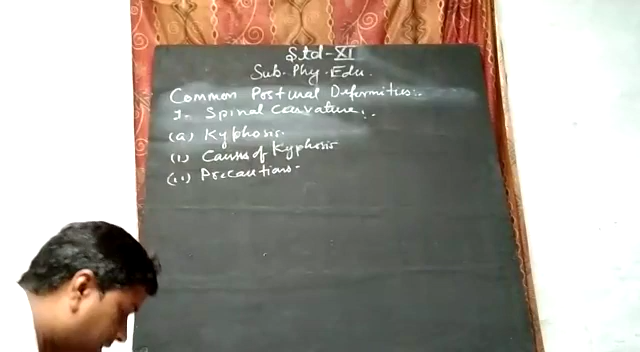 Std-XI
Sub. Phy. Edu.
Common Postural Deformities:.
1. Spinal Curvature:.
(a) Kyphosis.
(i) Causes of Kyphosis
(ii) Precautions-